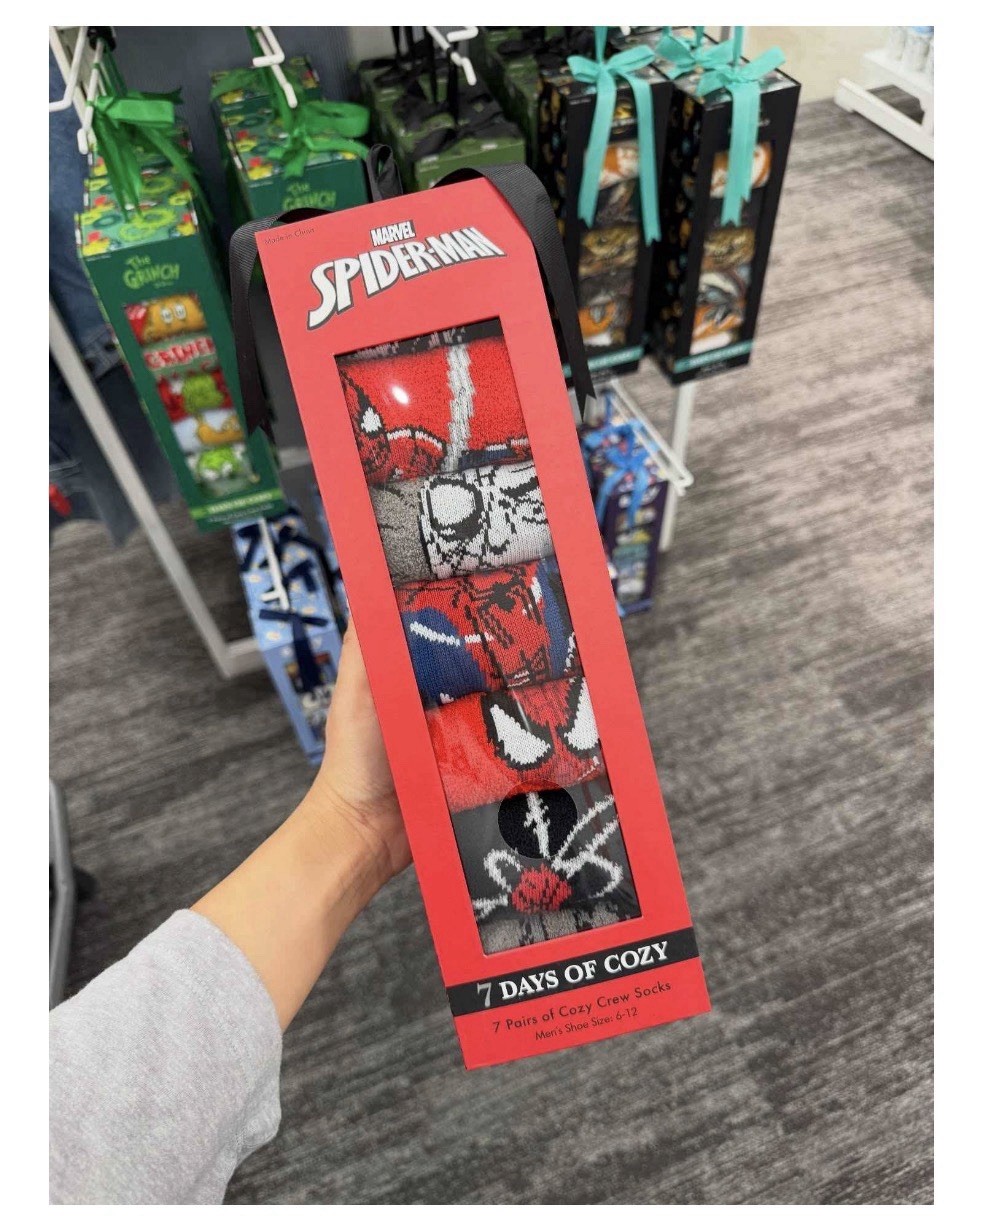 The
GRINCH
The
GRINCH
GRINCH
Made in China
MARVEL
SPIDER-MAN
7 DAYS OF COZY
7 Pairs of Cozy Crew Socks
Men's Shoe Size: 6-12